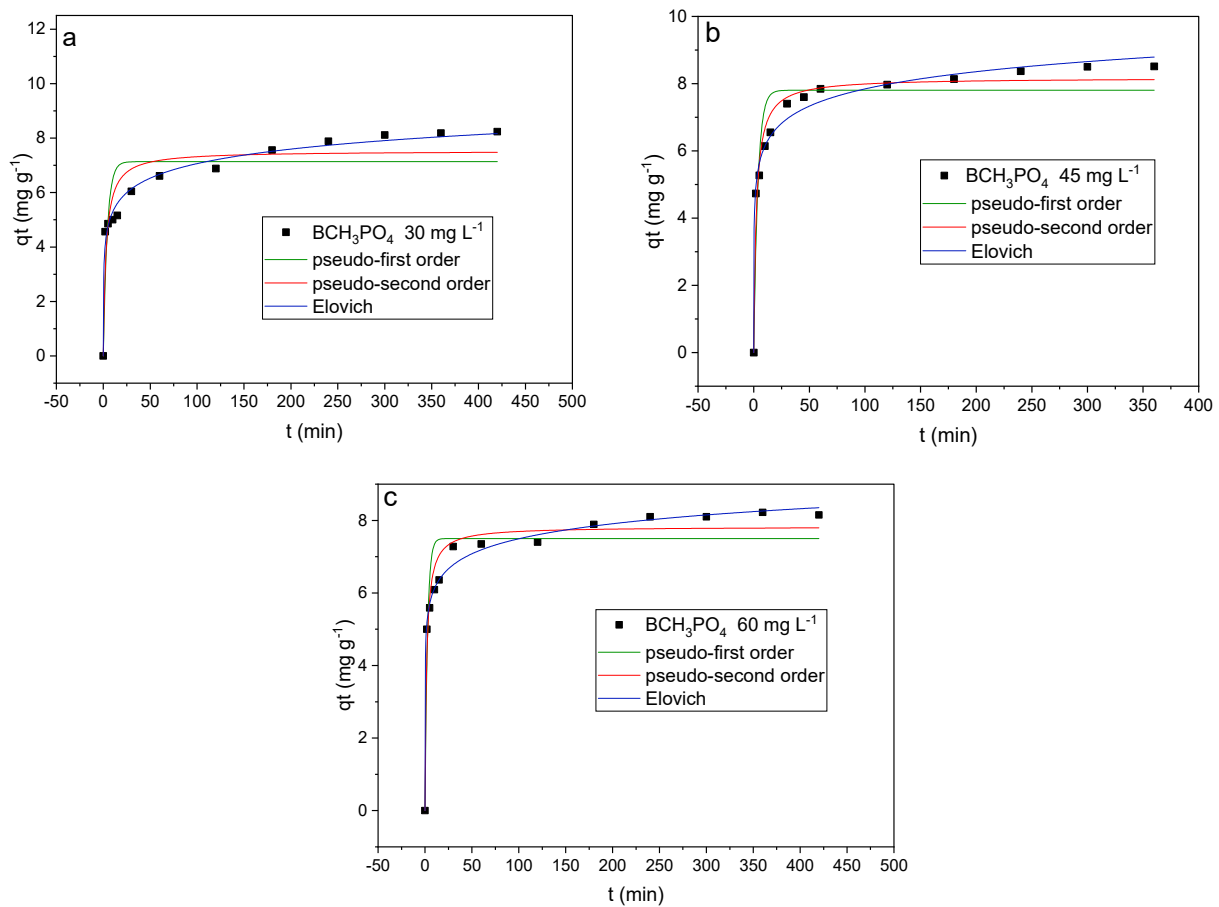 a
12
10
8
6
4
2
0
qt (mg g⁻¹)
BCH₃PO₄ 30 mg L⁻¹
pseudo-first order
pseudo-second order
Elovich
-50 0 50 100 150 200 250 300 350 400 450 500
t (min)
b
10
8
6
4
2
0
qt (mg g⁻¹)
BCH₃PO₄ 45 mg L⁻¹
pseudo-first order
pseudo-second order
Elovich
-50 0 50 100 150 200 250 300 350 400
t (min)
c
8
6
4
2
0
qt (mg g⁻¹)
BCH₃PO₄ 60 mg L⁻¹
pseudo-first order
pseudo-second order
Elovich
-50 0 50 100 150 200 250 300 350 400 450 500
t (min)